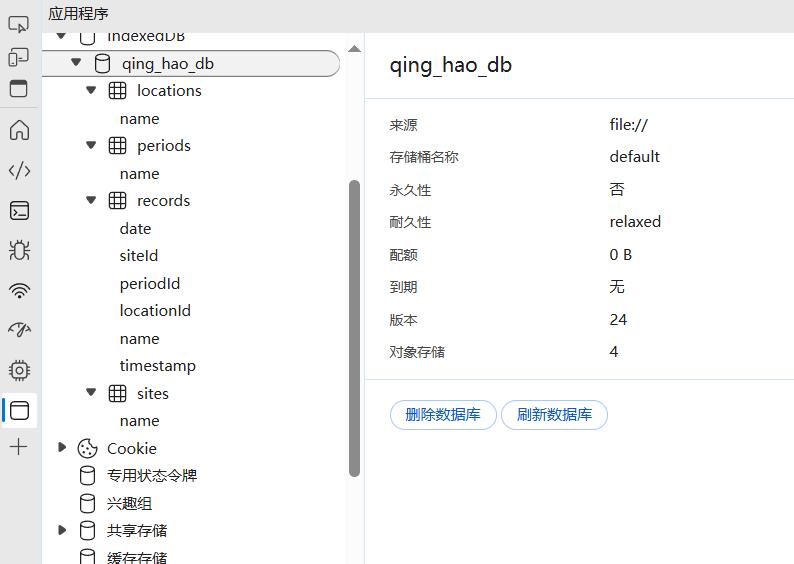 应用程序
IndexedDB
qing_hao_db
locations
name
periods
name
records
date
siteId
periodId
locationId
name
timestamp
sites
name
Cookie
专用状态令牌
兴趣组
共享存储
缓存存储
qing_hao_db
来源 file://
存储桶名称 default
永久性 否
耐久性 relaxed
配额 0 B
到期 无
版本 24
对象存储 4
删除数据库 刷新数据库